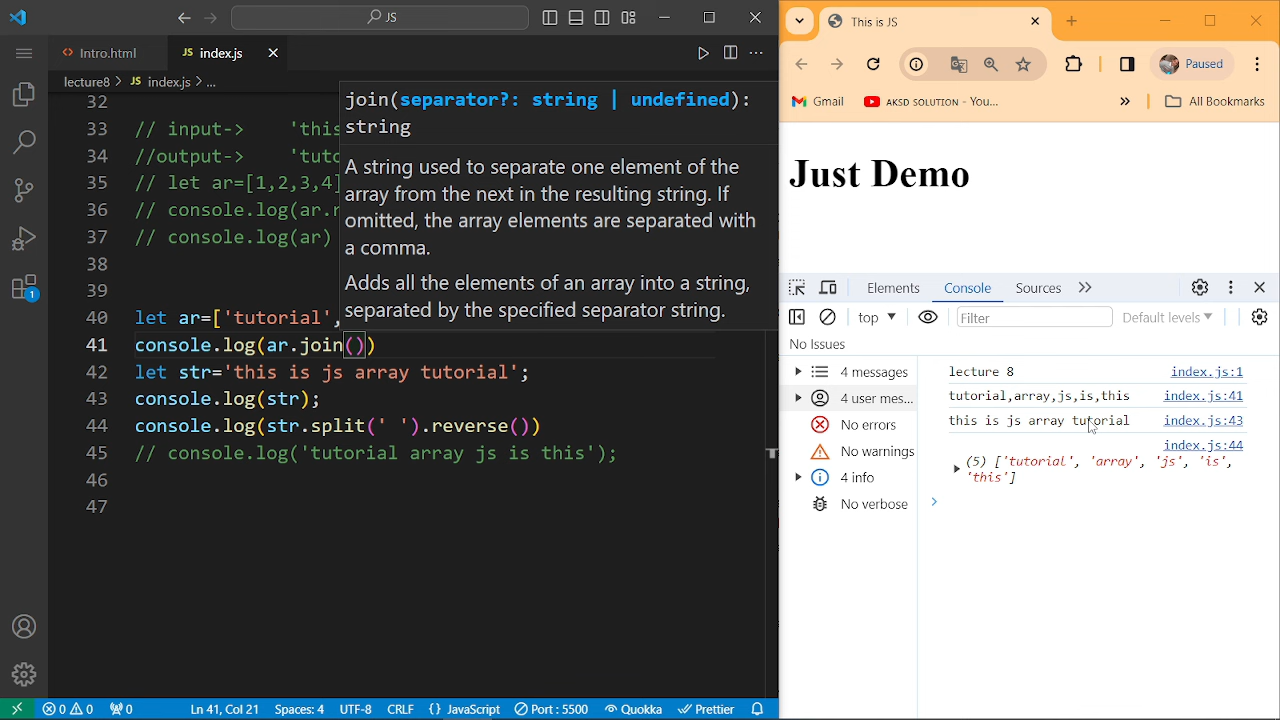 JS
Intro.html
JS index.js
lecture8 > JS index.js > ...
32
33 // input-> 'this
34 //output-> 'tuto
35 // let ar=[1,2,3,4]
36 // console.log(ar.r
37 // console.log(ar)
38
39
40 let ar=['tutorial',
41 console.log(ar.join())
42 let str='this is js array tutorial';
43 console.log(str);
44 console.log(str.split(' ').reverse())
45 // console.log('tutorial array js is this');
46
47
join(separator?: string | undefined):
string
A string used to separate one element of the
array from the next in the resulting string. If
omitted, the array elements are separated with
a comma.
Adds all the elements of an array into a string,
separated by the specified separator string.
1
0 0 0 Ln 41, Col 21 Spaces: 4 UTF-8 CRLF {} JavaScript Port : 5500 Quokka Prettier
This is JS
Paused
Gmail AKSD SOLUTION - You... All Bookmarks
Just Demo
Elements Console Sources
top Filter Default levels
No Issues
4 messages
4 user mes...
No errors
No warnings
4 info
No verbose
lecture 8 index.js:1
tutorial,array,js,is,this index.js:41
this is js array tutorial index.js:43
index.js:44
(5) ['tutorial', 'array', 'js', 'is',
'this']